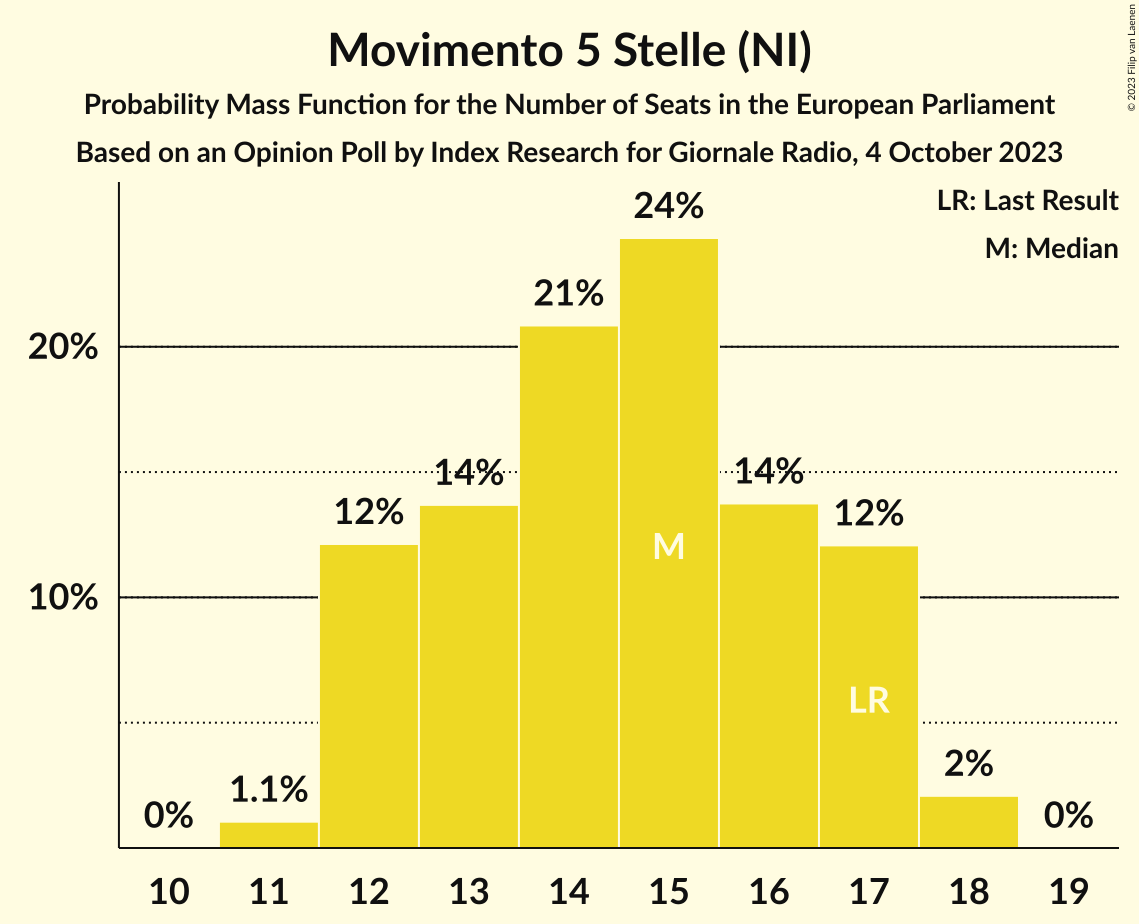 © 2023 Filip van Laenen
Movimento 5 Stelle (NI)
Probability Mass Function for the Number of Seats in the European Parliament
Based on an Opinion Poll by Index Research for Giornale Radio, 4 October 2023
LR: Last Result
M: Median
24%
21%
20%
14%
14%
12%
12%
M
10%
LR
2%
1.1%
0%
0%
10 11 12 13 14 15 16 17 18 19